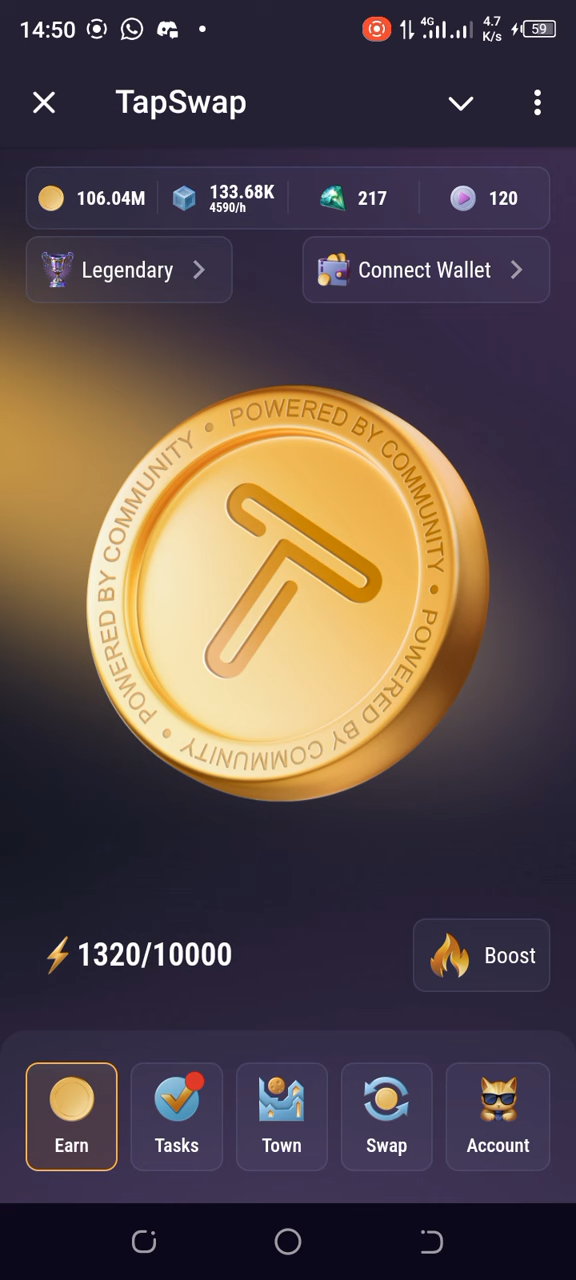 14:50 4G 4.7 K/s 59
TapSwap
106.04M 133.68K 217 120
4590/h
Legendary Connect Wallet
POWERED BY COMMUNITY • POWERED BY COMMUNITY • POWERED BY COMMUNITY •
1320/10000 Boost
Earn Tasks Town Swap Account